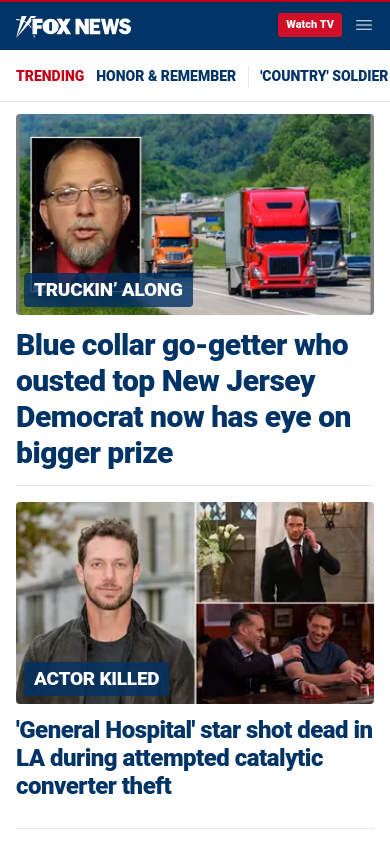 FOX NEWS
Watch TV
TRENDING HONOR & REMEMBER 'COUNTRY' SOLDIER
TRUCKIN' ALONG
Blue collar go-getter who
ousted top New Jersey
Democrat now has eye on
bigger prize
ACTOR KILLED
'General Hospital' star shot dead in
LA during attempted catalytic
converter theft